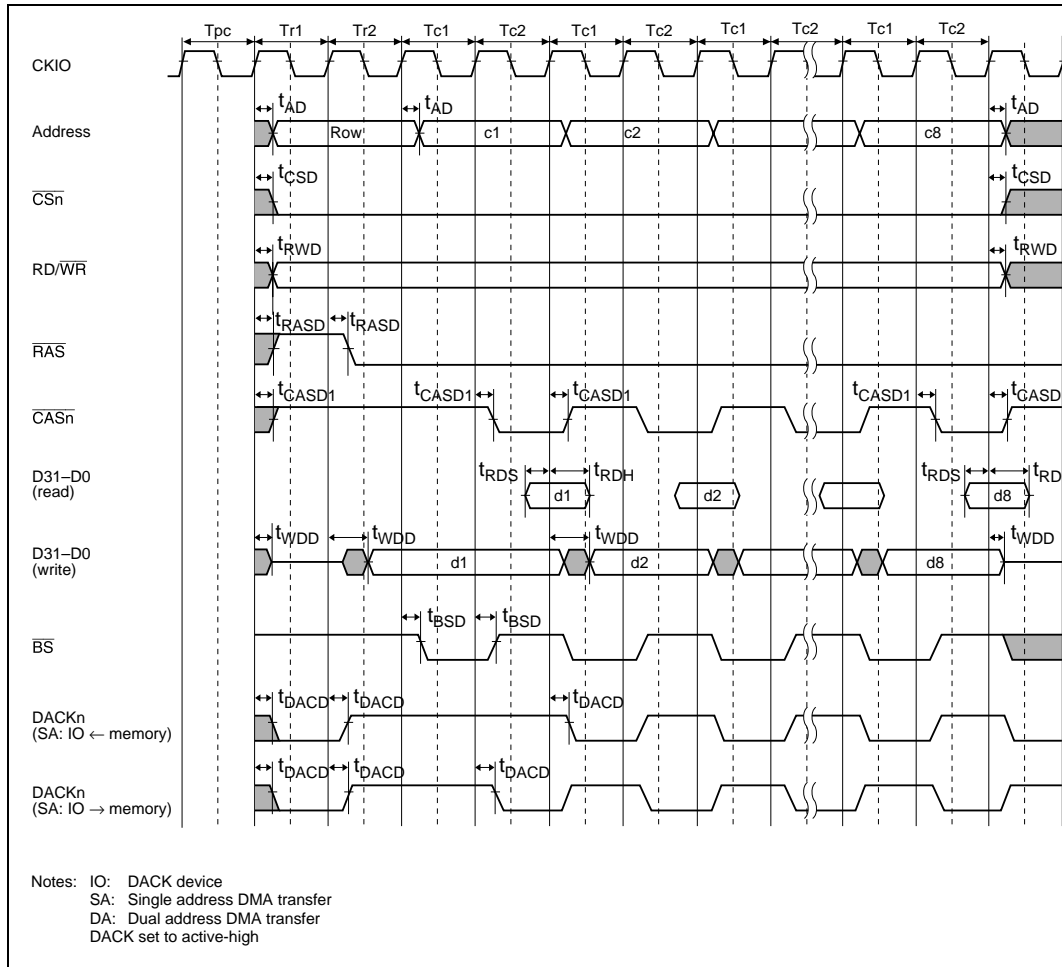 Tpc Tr1 Tr2 Tc1 Tc2 Tc1 Tc2 Tc1 Tc2 Tc1 Tc2
CKIO
tAD tAD tAD
Address Row c1 c2 c8
tCSD tCSD
CSn
tRWD tRWD
RD/WR
tRASD tRASD
RAS
tCASD1 tCASD1 tCASD1 tCASD1 tCASD
CASn
D31–D0
(read)
tRDS tRDH tRDS tRD
d1 d2 d8
tWDD tWDD tWDD tWDD
D31–D0
(write)
d1 d2 d8
tBSD tBSD
BS
tDACD tDACD tDACD
DACKn
(SA: IO ← memory)
tDACD tDACD tDACD
DACKn
(SA: IO → memory)
Notes: IO: DACK device
SA: Single address DMA transfer
DA: Dual address DMA transfer
DACK set to active-high